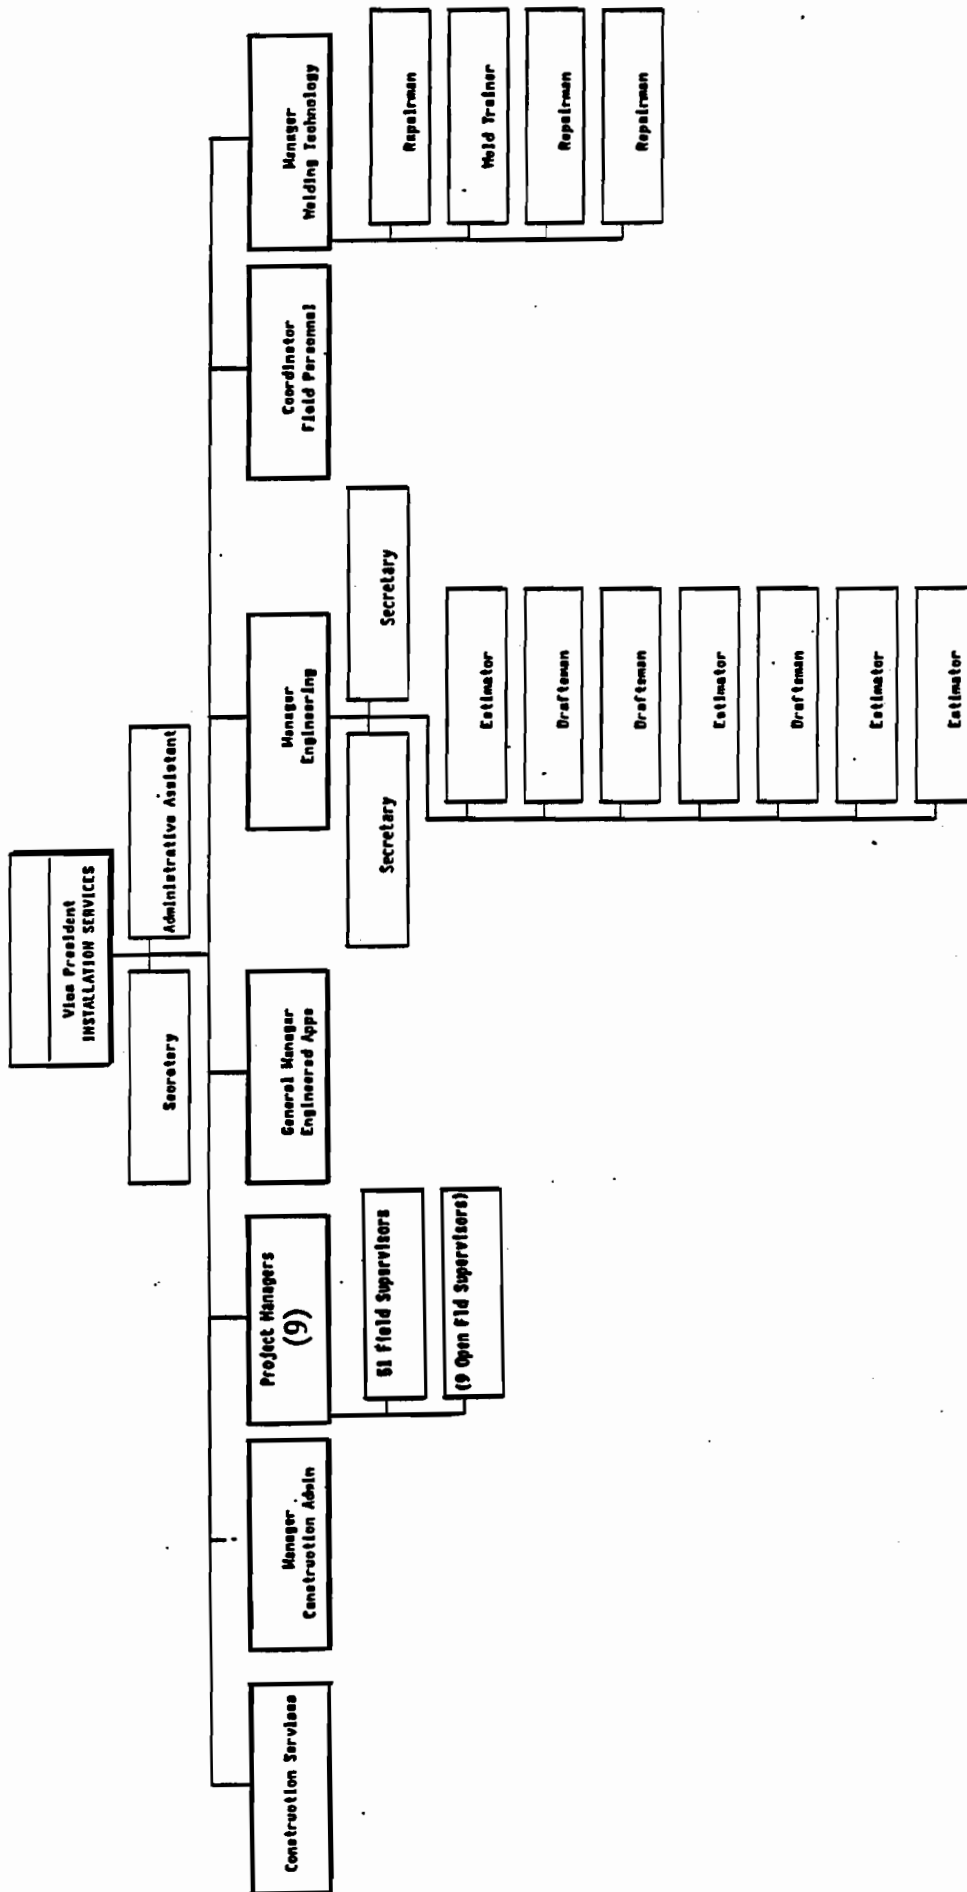 Vice President
INSTALLATION SERVICES
Secretary
Administrative Assistant
Construction Services
Manager
Construction Admin
Project Managers
(9)
51 Field Supervisors
(9 Open Fld Supervisors)
General Manager
Engineered Apps
Manager
Engineering
Secretary
Secretary
Estimator
Draftsman
Draftsman
Estimator
Draftsman
Estimator
Estimator
Coordinator
Field Personnel
Manager
Welding Technology
Repairman
Weld Trainer
Repairman
Repairman